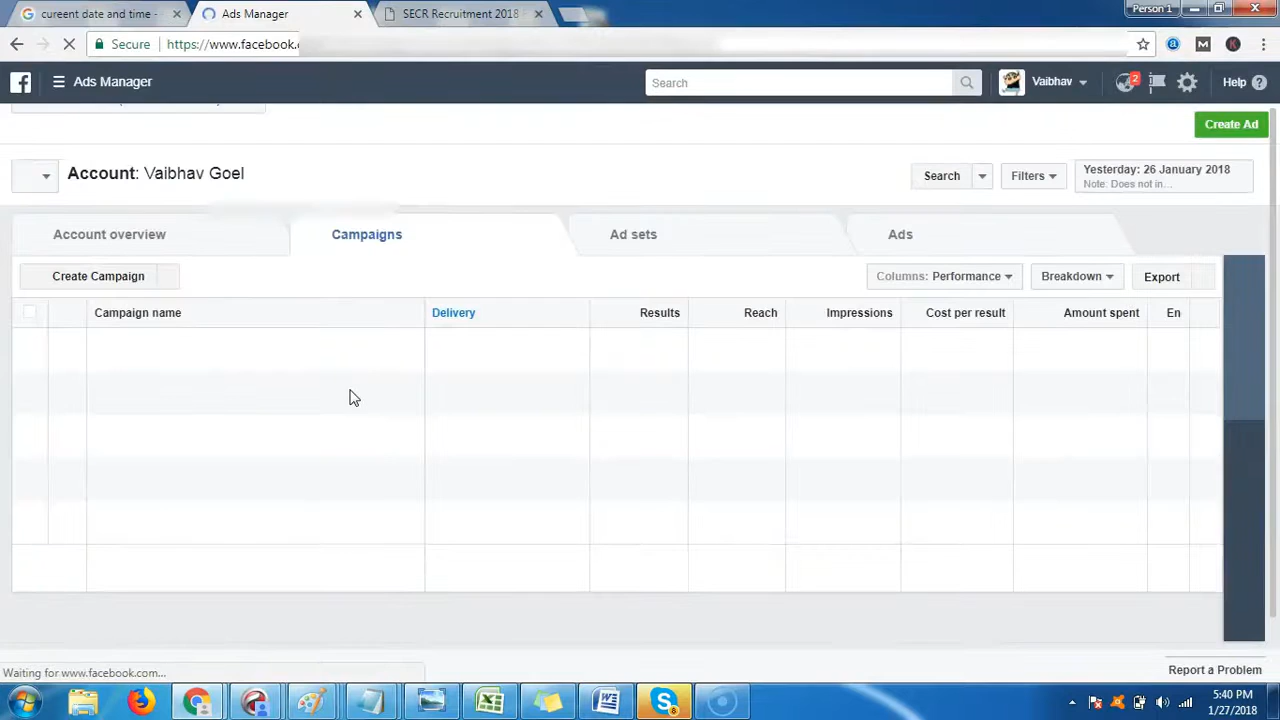 cureent date and time -
Ads Manager
SECR Recruitment 2018
Person 1
Secure
https://www.facebook.c
Ads Manager
Search
Vaibhav
2
Help
Create Ad
Account: Vaibhav Goel
Search
Filters
Yesterday: 26 January 2018
Note: Does not in...
Account overview
Campaigns
Ad sets
Ads
Create Campaign
Columns: Performance
Breakdown
Export
Campaign name
Delivery
Results
Reach
Impressions
Cost per result
Amount spent
En
Waiting for www.facebook.com...
Report a Problem
5:40 PM
1/27/2018